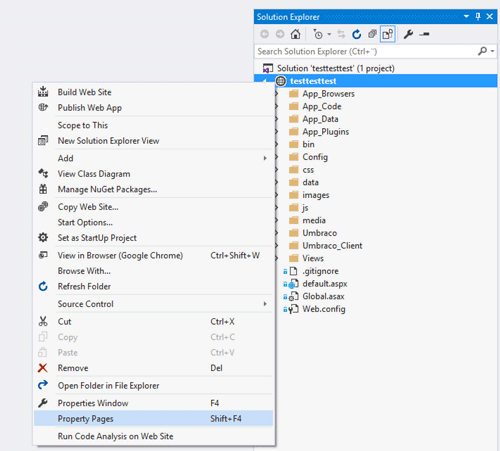 Solution Explorer
Search Solution Explorer (Ctrl+¨)
Solution 'testtesttest' (1 project)
testtesttest
App_Browsers
App_Code
App_Data
App_Plugins
bin
Config
css
data
images
js
media
Umbraco
Umbraco_Client
Views
.gitignore
default.aspx
Global.asax
Web.config
Build Web Site
Publish Web App
Scope to This
New Solution Explorer View
Add
View Class Diagram
Manage NuGet Packages...
Copy Web Site...
Start Options...
Set as StartUp Project
View in Browser (Google Chrome) Ctrl+Shift+W
Browse With...
Refresh Folder
Source Control
Cut Ctrl+X
Copy Ctrl+C
Paste Ctrl+V
Remove Del
Open Folder in File Explorer
Properties Window F4
Property Pages Shift+F4
Run Code Analysis on Web Site